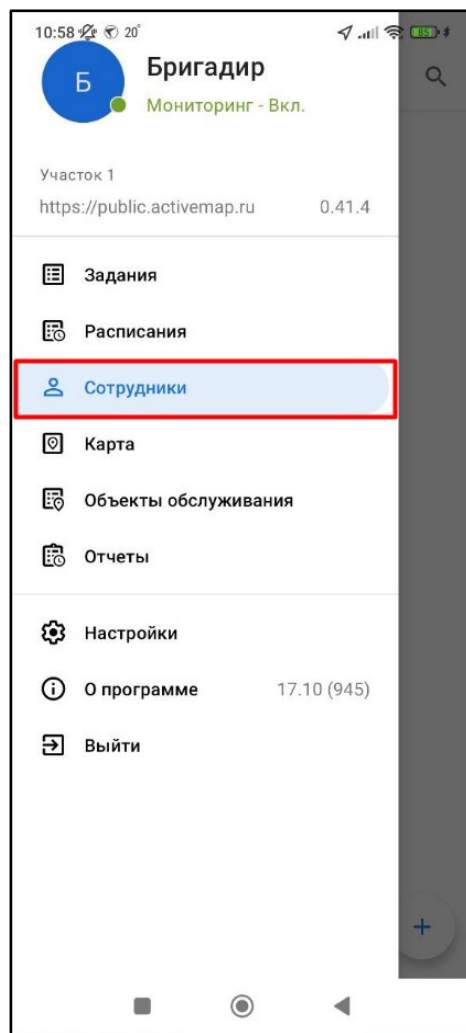 10:58 20°
85
Б
Бригадир
Мониторинг - Вкл.
Участок 1
https://public.activemap.ru 0.41.4
Задания
Расписания
Сотрудники
Карта
Объекты обслуживания
Отчеты
Настройки
О программе 17.10 (945)
Выйти